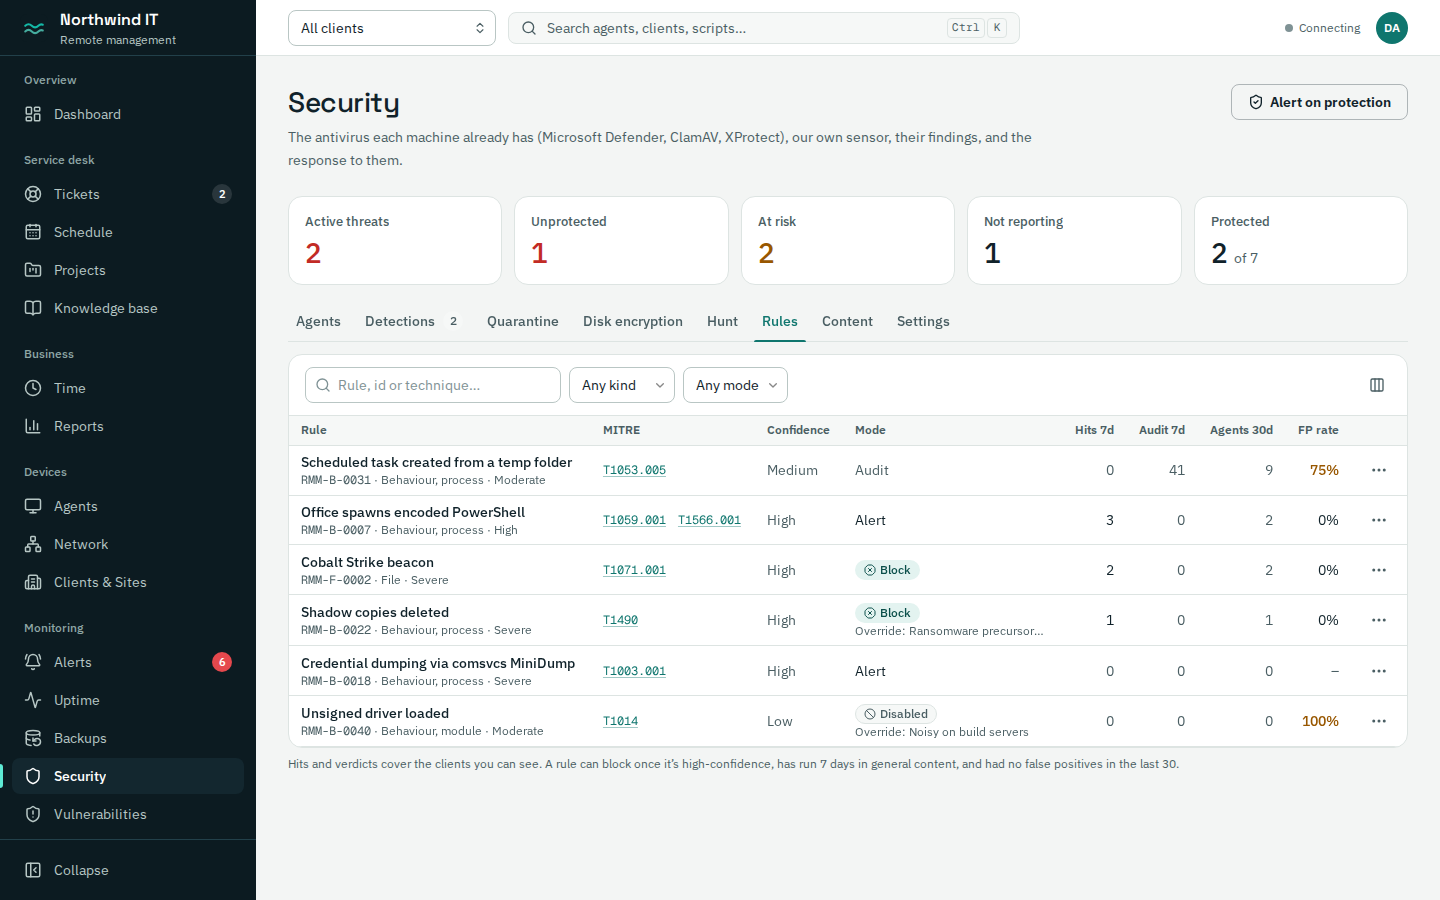 Northwind IT
Remote management
All clients
Search agents, clients, scripts...
Ctrl K
Connecting
DA
Overview
Dashboard
Service desk
Tickets 2
Schedule
Projects
Knowledge base
Business
Time
Reports
Devices
Agents
Network
Clients & Sites
Monitoring
Alerts 6
Uptime
Backups
Security
Vulnerabilities
Collapse
Security
Alert on protection
The antivirus each machine already has (Microsoft Defender, ClamAV, XProtect), our own sensor, their findings, and the
response to them.
Active threats
2
Unprotected
1
At risk
2
Not reporting
1
Protected
2 of 7
Agents Detections 2 Quarantine Disk encryption Hunt Rules Content Settings
Rule, id or technique... Any kind Any mode
Rule MITRE Confidence Mode Hits 7d Audit 7d Agents 30d FP rate
Scheduled task created from a temp folder
RMM-B-0031 · Behaviour, process · Moderate
T1053.005 Medium Audit 0 41 9 75%
Office spawns encoded PowerShell
RMM-B-0007 · Behaviour, process · High
T1059.001 T1566.001 High Alert 3 0 2 0%
Cobalt Strike beacon
RMM-F-0002 · File · Severe
T1071.001 High Block 2 0 2 0%
Shadow copies deleted
RMM-B-0022 · Behaviour, process · Severe
T1490 High Block 1 0 1 0%
Override: Ransomware precursor...
Credential dumping via comsvcs MiniDump
RMM-B-0018 · Behaviour, process · Severe
T1003.001 High Alert 0 0 0 –
Unsigned driver loaded
RMM-B-0040 · Behaviour, module · Moderate
T1014 Low Disabled 0 0 0 100%
Override: Noisy on build servers
Hits and verdicts cover the clients you can see. A rule can block once it's high-confidence, has run 7 days in general content, and had no false positives in the last 30.